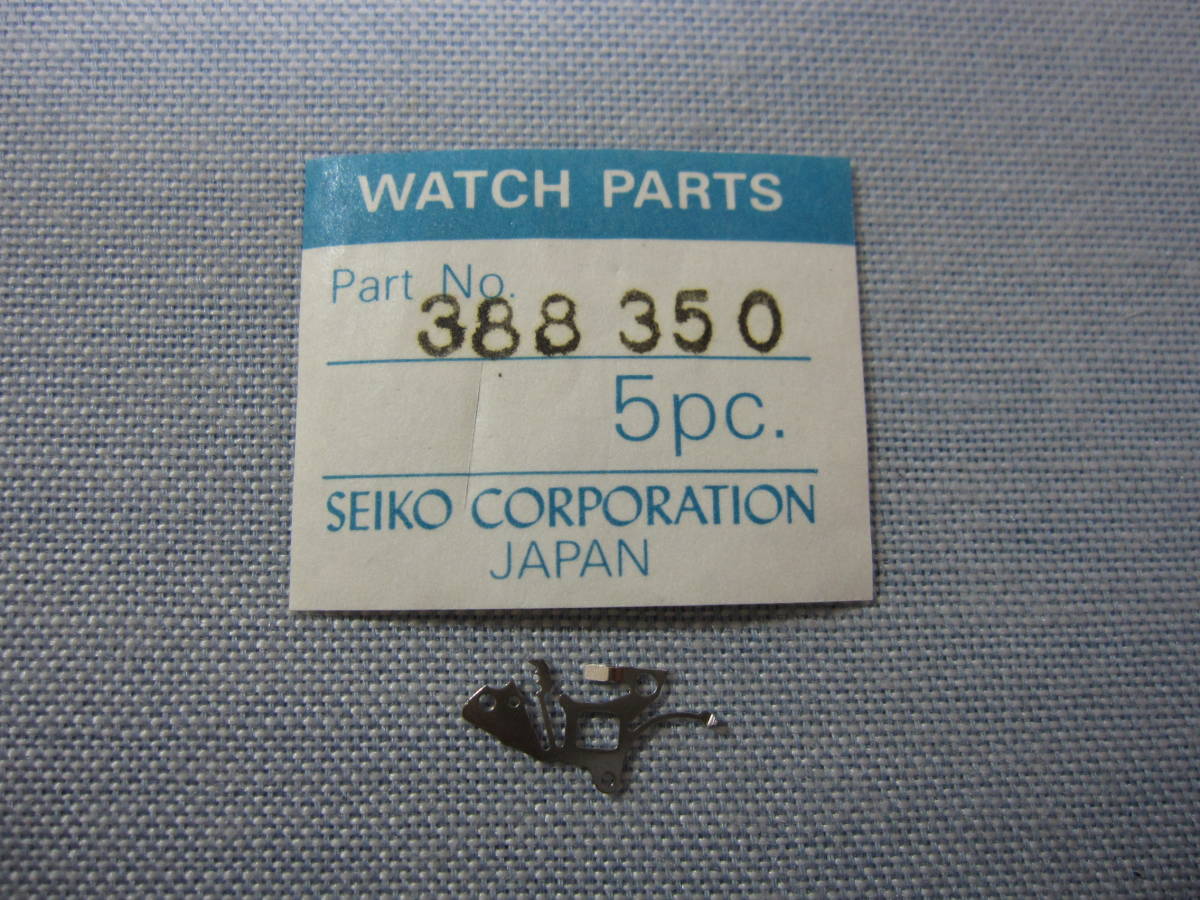 WATCH PARTS
Part No. 388 350
5pc.
SEIKO CORPORATION
JAPAN